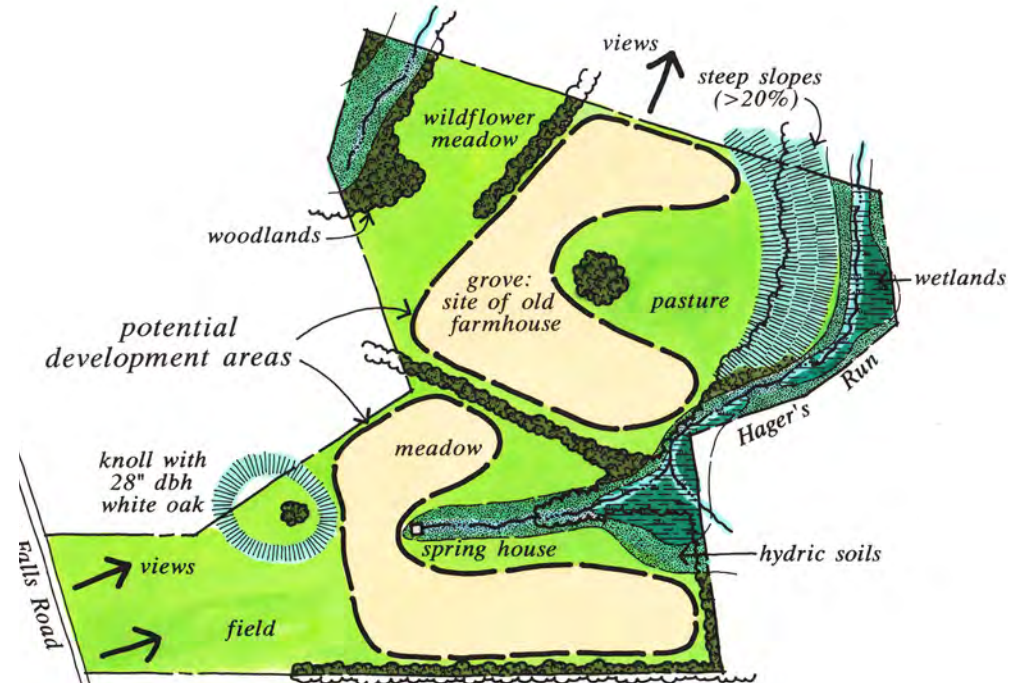 views
steep slopes
(>20%)
wildflower
meadow
woodlands
grove:
site of old
farmhouse
pasture
wetlands
potential
development areas
Hager's Run
meadow
knoll with
28" dbh
white oak
spring house
hydric soils
views
Falls Road
field